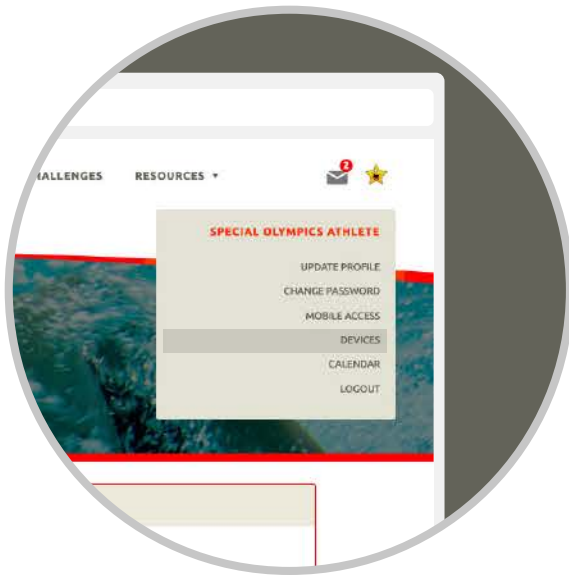 HALLENGES RESOURCES
2
SPECIAL OLYMPICS ATHLETE
UPDATE PROFILE
CHANGE PASSWORD
MOBILE ACCESS
DEVICES
CALENDAR
LOGOUT